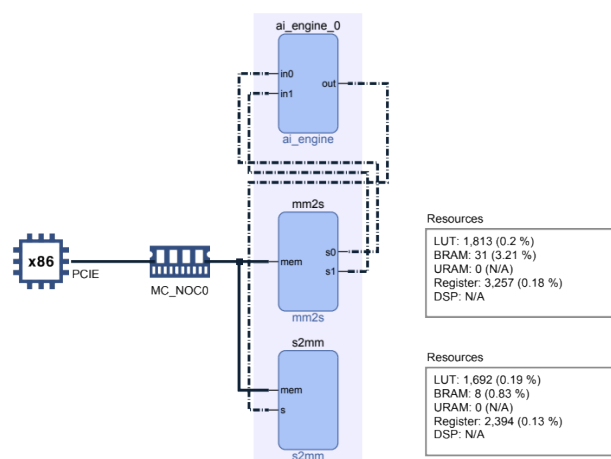 ai_engine_0
in0
in1
out
ai_engine
x86
PCIE
MC_NOC0
mm2s
mem
s0
s1
mm2s
s2mm
mem
s
s2mm
Resources
LUT: 1,813 (0.2 %)
BRAM: 31 (3.21 %)
URAM: 0 (N/A)
Register: 3,257 (0.18 %)
DSP: N/A
Resources
LUT: 1,692 (0.19 %)
BRAM: 8 (0.83 %)
URAM: 0 (N/A)
Register: 2,394 (0.13 %)
DSP: N/A